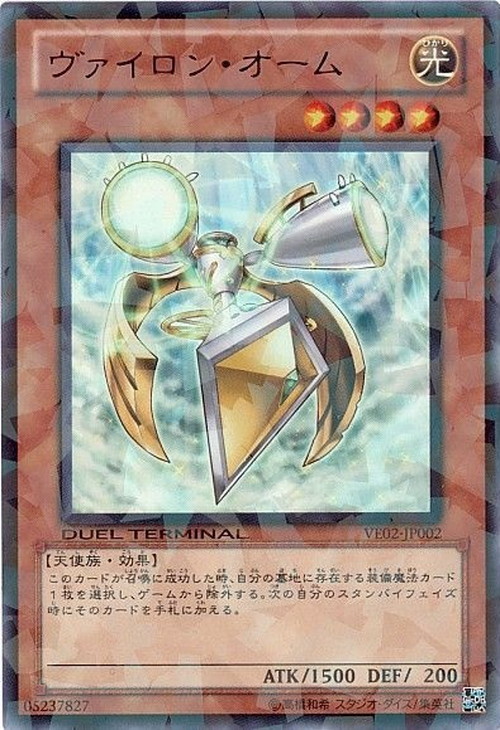 ヴァイロン・オーム
ひかり
光
DUEL TERMINAL
VE02-JP002
【天使族・効果】
このカードが召喚に成功した時、自分の墓地に存在する装備魔法カード
1枚を選択し、ゲームから除外する。次の自分のスタンバイフェイズ
時にそのカードを手札に加える。
ATK/1500 DEF/ 200
05237827
©高橋和希 スタジオ・ダイス/集英社